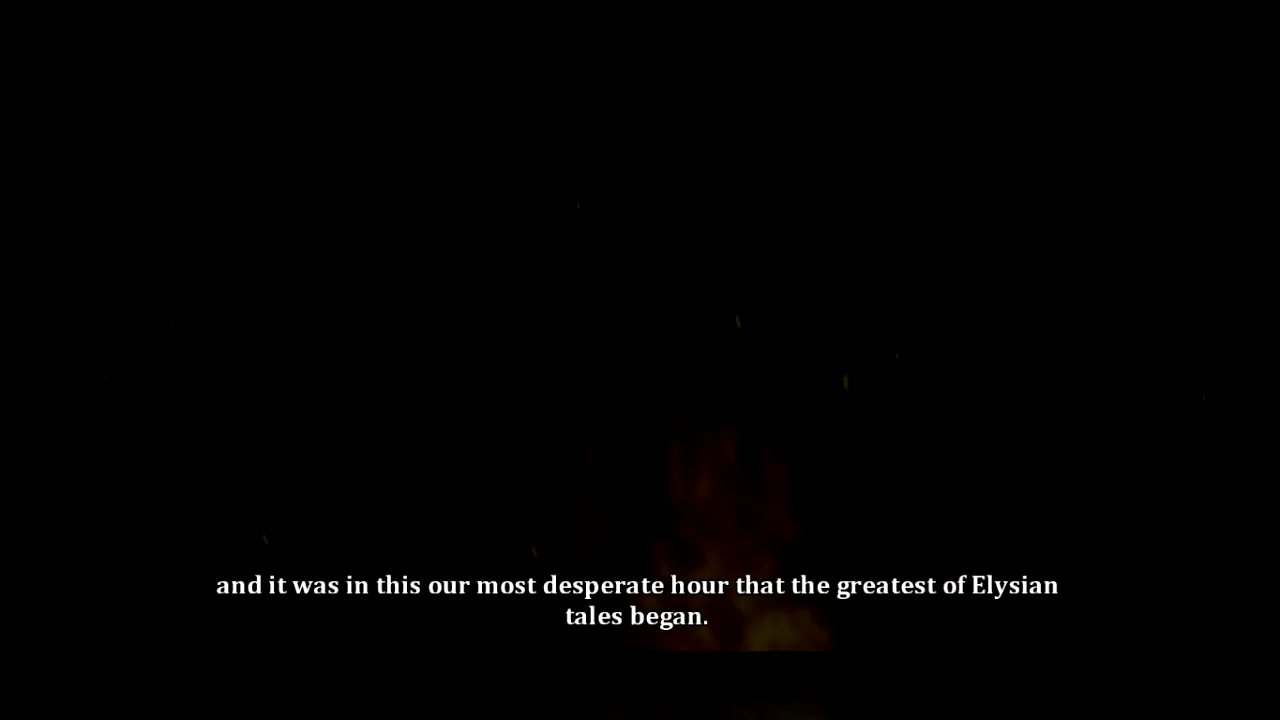 and it was in this our most desperate hour that the greatest of Elysian
tales began.